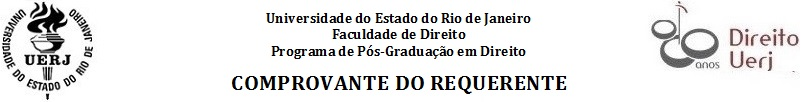 UNIVERSIDADE DO ESTADO DO RIO DE JANEIRO
UERJ
Universidade do Estado do Rio de Janeiro
Faculdade de Direito
Programa de Pós-Graduação em Direito
COMPROVANTE DO REQUERENTE
80 anos
Direito
Uerj